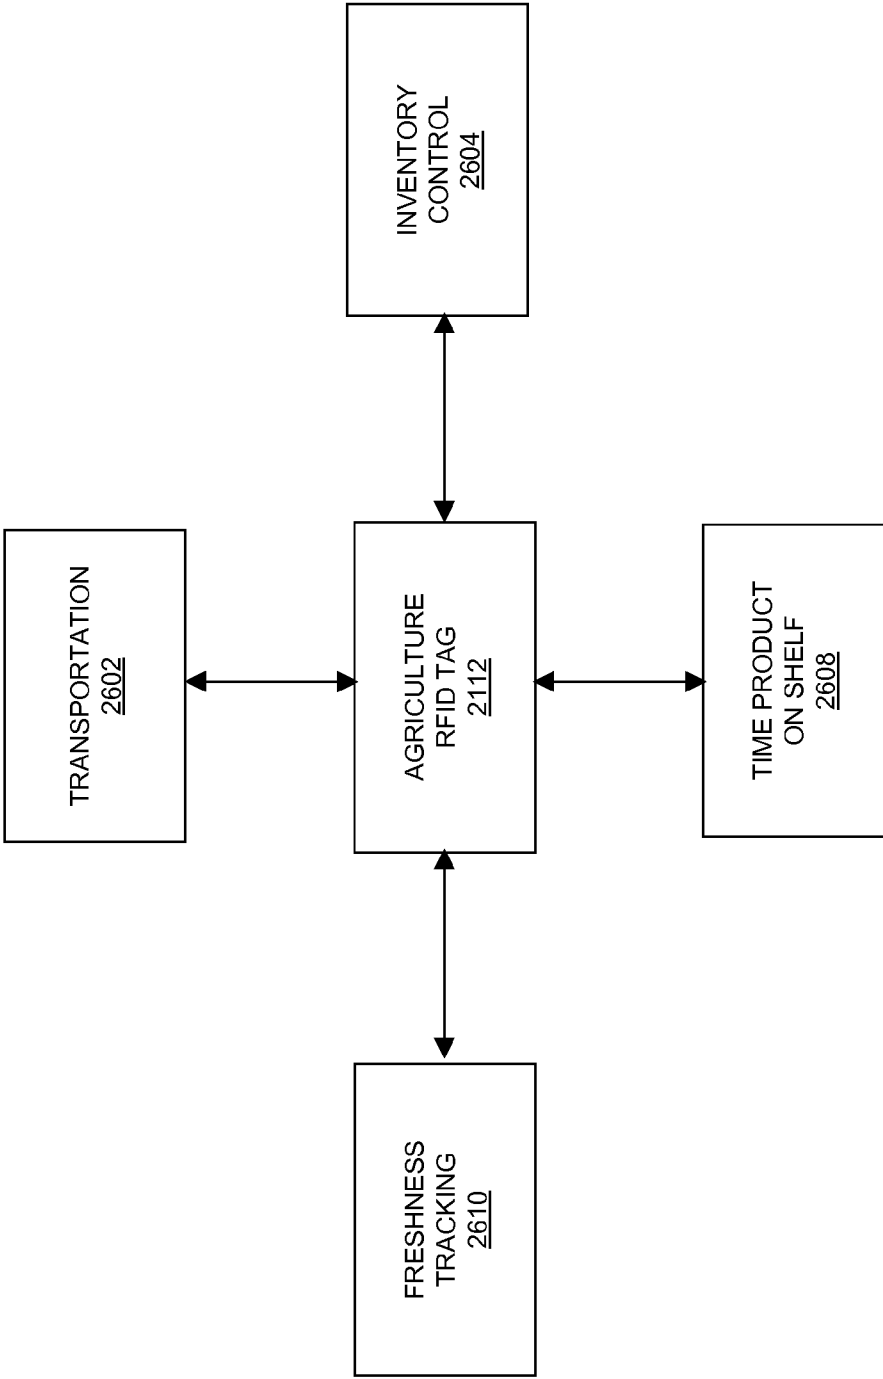 TRANSPORTATION
2602
INVENTORY
CONTROL
2604
AGRICULTURE
RFID TAG
2112
FRESHNESS
TRACKING
2610
TIME PRODUCT
ON SHELF
2608